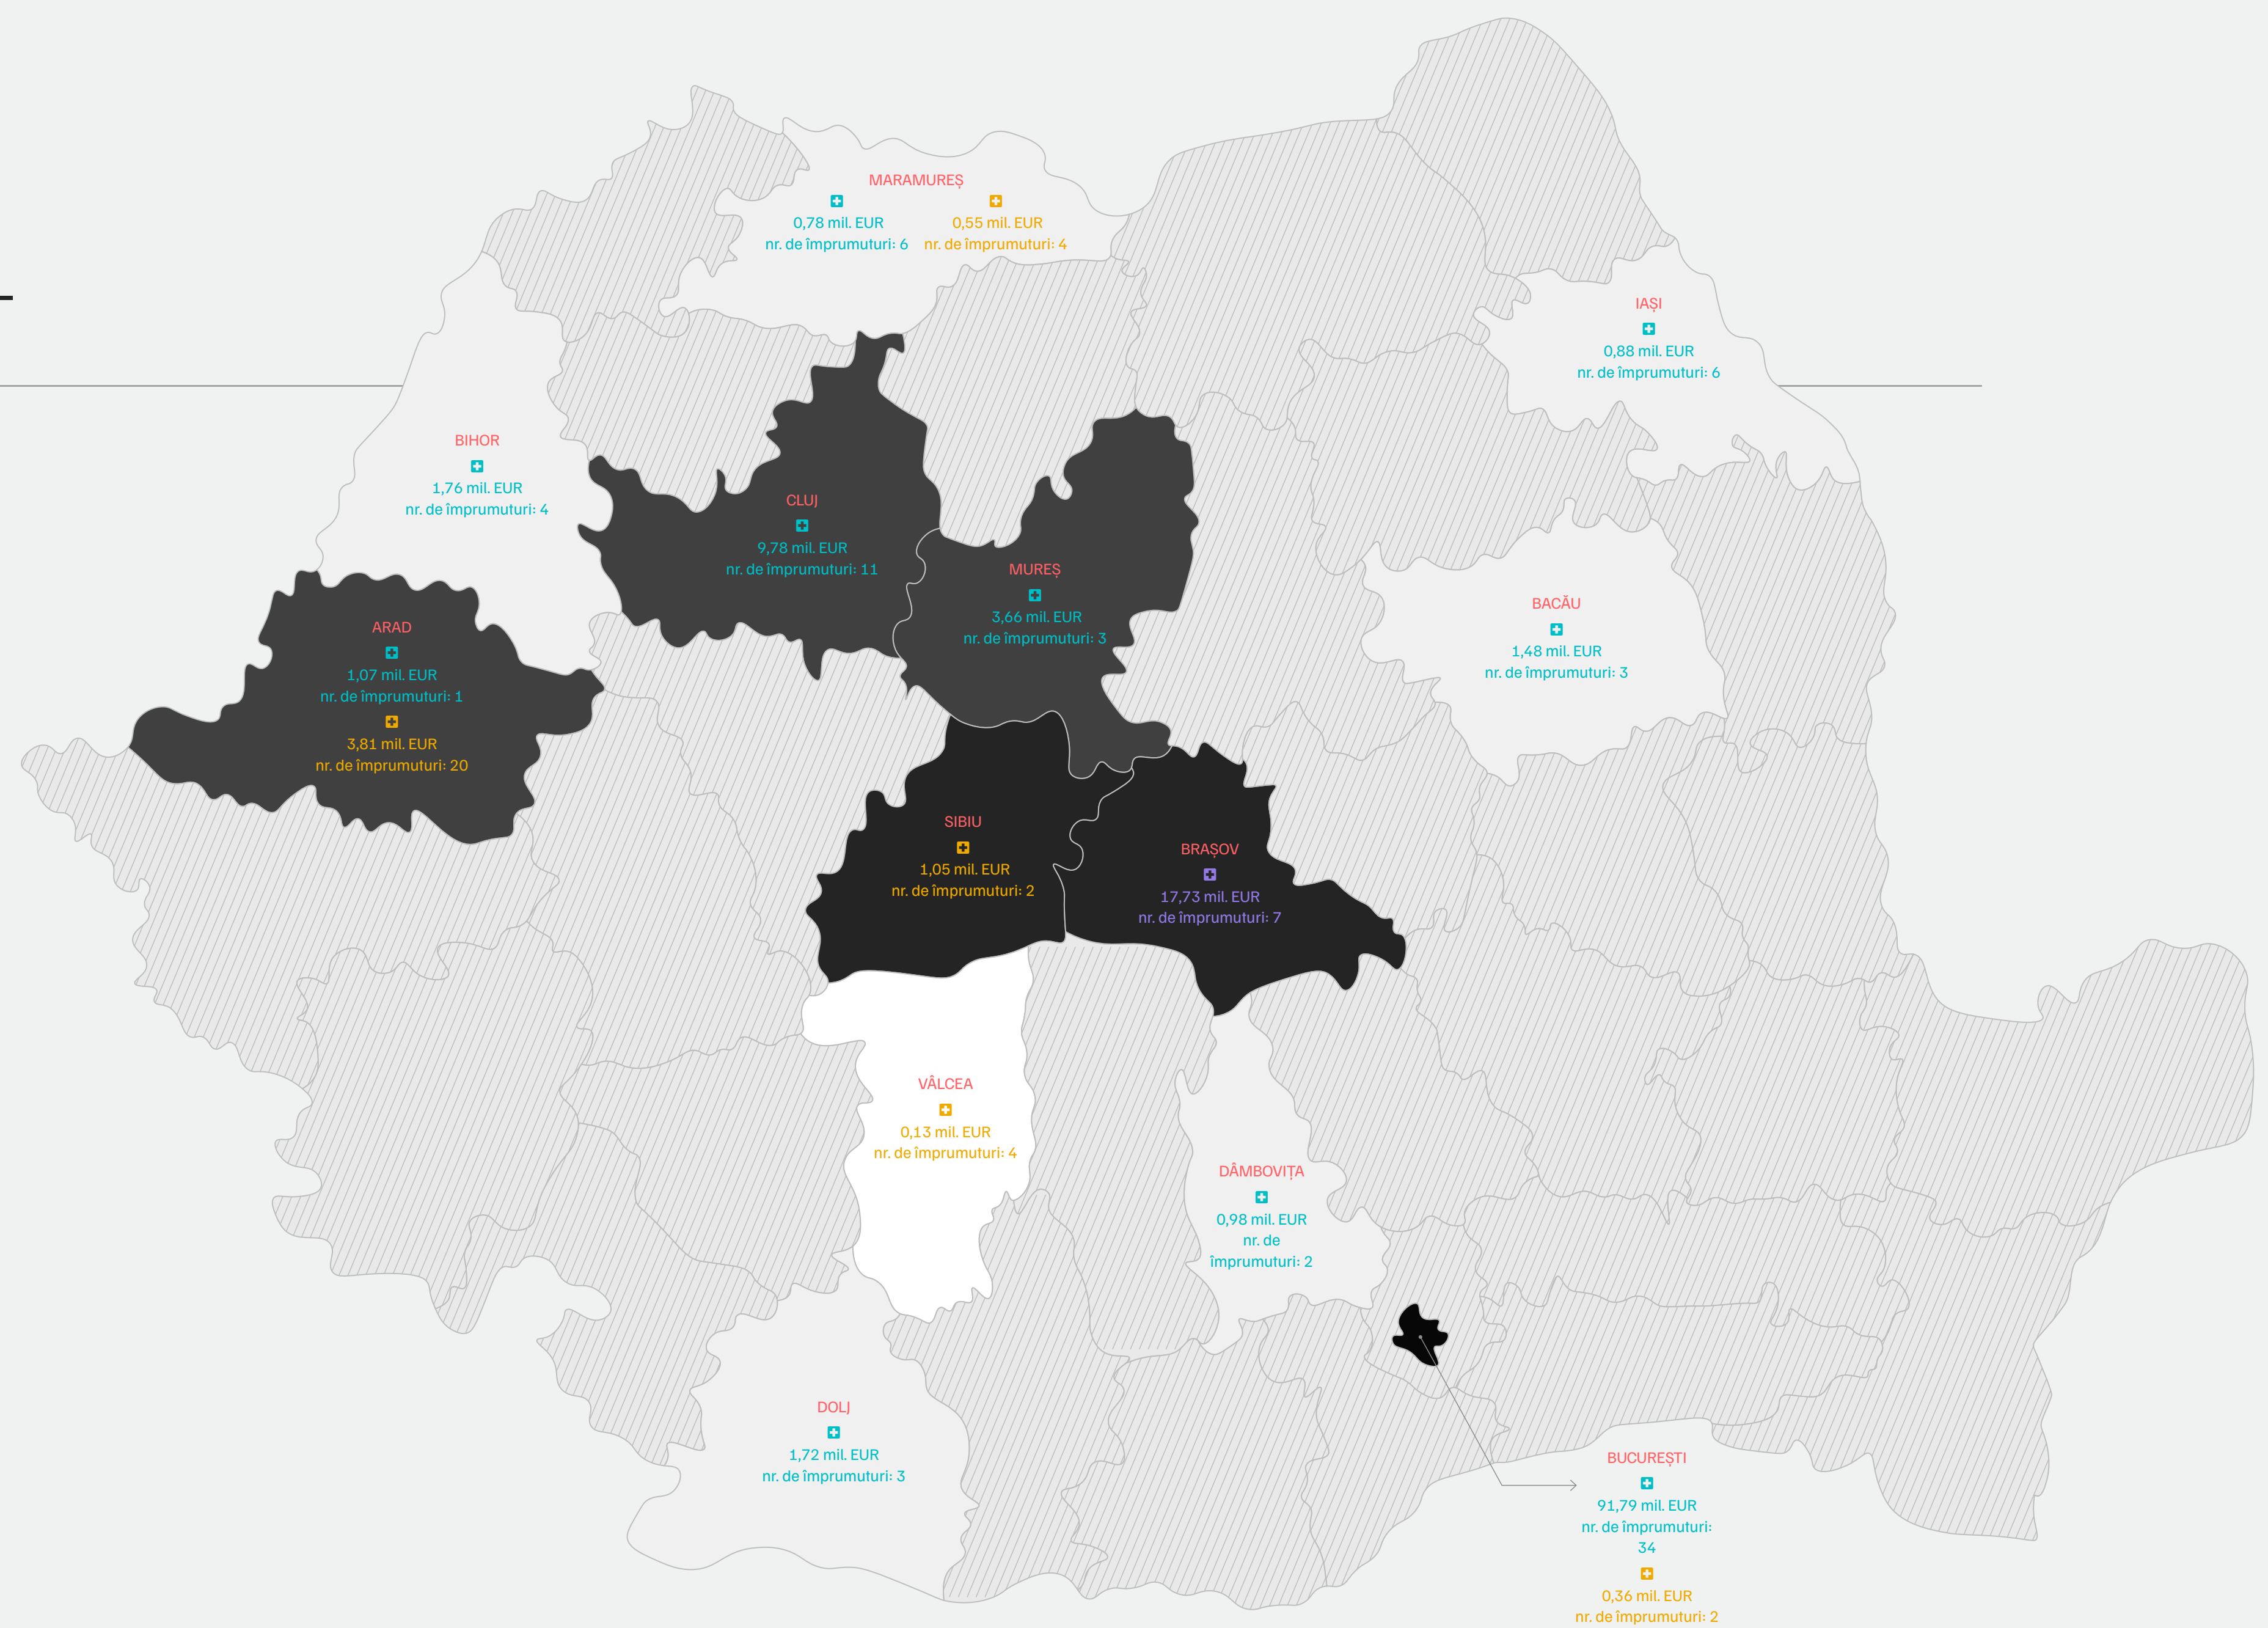 MARAMUREȘ
0,78 mil. EUR
nr. de împrumuturi: 6
0,55 mil. EUR
nr. de împrumuturi: 4
IAȘI
0,88 mil. EUR
nr. de împrumuturi: 6
BIHOR
1,76 mil. EUR
nr. de împrumuturi: 4
CLUJ
9,78 mil. EUR
nr. de împrumuturi: 11
MUREȘ
3,66 mil. EUR
nr. de împrumuturi: 3
BACĂU
1,48 mil. EUR
nr. de împrumuturi: 3
ARAD
1,07 mil. EUR
nr. de împrumuturi: 1
3,81 mil. EUR
nr. de împrumuturi: 20
SIBIU
1,05 mil. EUR
nr. de împrumuturi: 2
BRAȘOV
17,73 mil. EUR
nr. de împrumuturi: 7
VÂLCEA
0,13 mil. EUR
nr. de împrumuturi: 4
DÂMBOVIȚA
0,98 mil. EUR
nr. de
împrumuturi: 2
DOLJ
1,72 mil. EUR
nr. de împrumuturi: 3
BUCUREȘTI
91,79 mil. EUR
nr. de împrumuturi:
34
0,36 mil. EUR
nr. de împrumuturi: 2